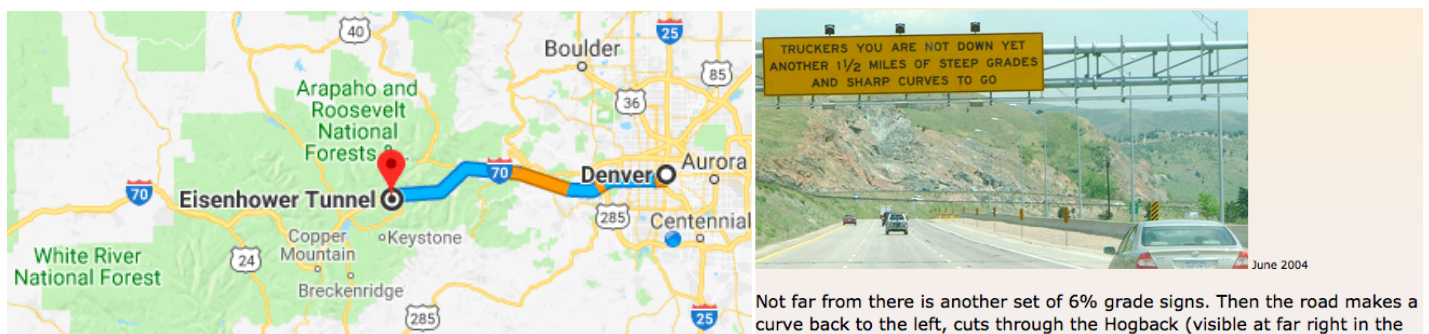 40
25
Boulder
85
Arapaho and
Roosevelt
National
Forests &...
36
70
Denver
Aurora
70
Eisenhower Tunnel
285
Centennial
Copper
Mountain
Keystone
White River
National Forest
24
Breckenridge
285
25
TRUCKERS YOU ARE NOT DOWN YET
ANOTHER 1 1/2 MILES OF STEEP GRADES
AND SHARP CURVES TO GO
June 2004
Not far from there is another set of 6% grade signs. Then the road makes a
curve back to the left, cuts through the Hogback (visible at far right in the